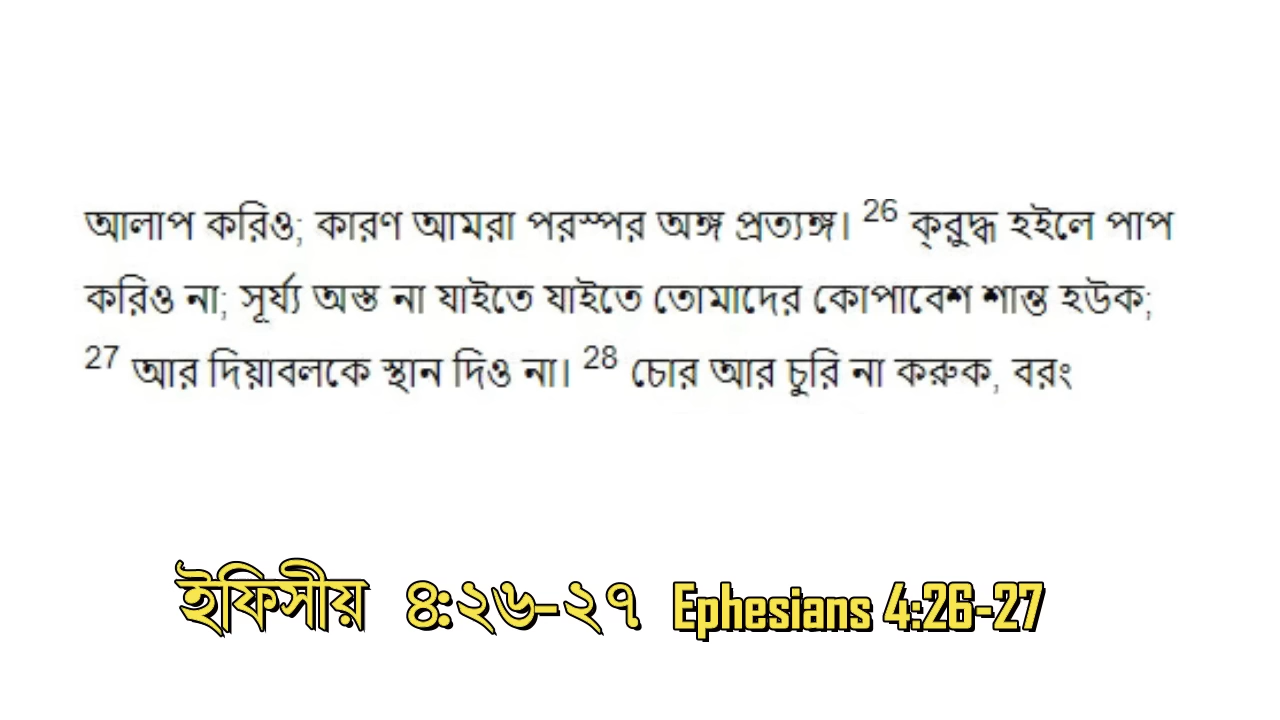 আলাপ করিও; কারণ আমরা পরস্পর অঙ্গ প্রত্যঙ্গ। 26 ক্‌রুদ্ধ হইলে পাপ
করিও না; সূর্য্য অস্ত না যাইতে যাইতে তোমাদের কোপাবেশ শান্ত হউক;
27 আর দিয়াবলকে স্থান দিও না। 28 চোর আর চুরি না করুক, বরং
ইফিসীয় ৪:২৬-২৭ Ephesians 4:26-27